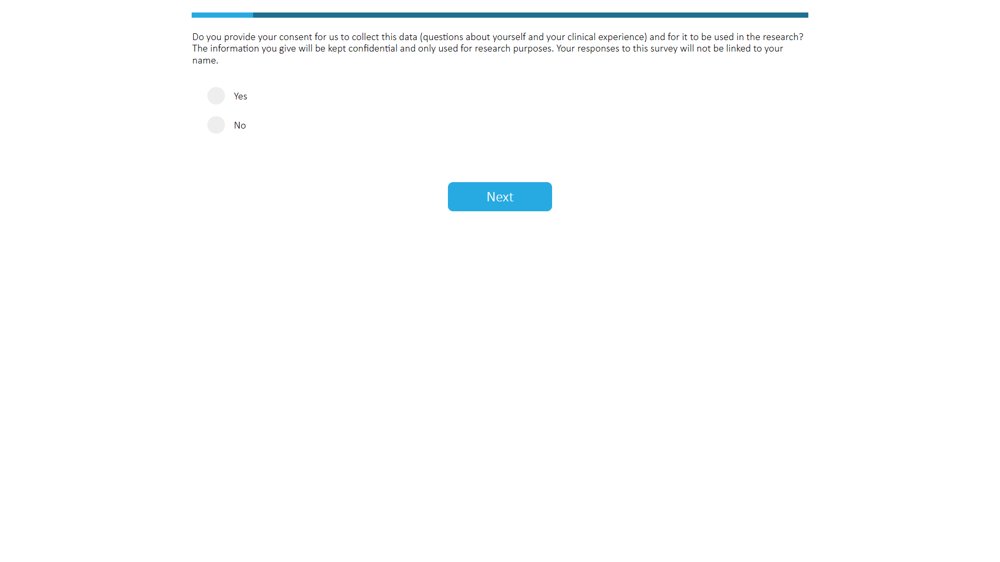 Do you provide your consent for us to collect this data (questions about yourself and your clinical experience) and for it to be used in the research?
The information you give will be kept confidential and only used for research purposes. Your responses to this survey will not be linked to your
name.
Yes
No
Next